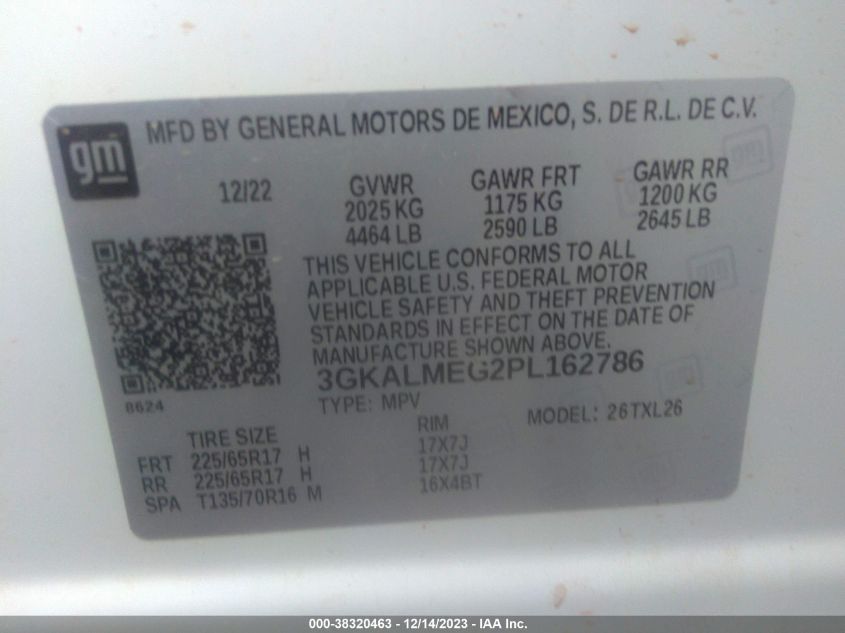 gm
MFD BY GENERAL MOTORS DE MEXICO, S. DE R.L. DE C.V.
12/22 GVWR GAWR FRT GAWR RR
2025 KG 1175 KG 1200 KG
4464 LB 2590 LB 2645 LB
THIS VEHICLE CONFORMS TO ALL
APPLICABLE U.S. FEDERAL MOTOR
VEHICLE SAFETY AND THEFT PREVENTION
STANDARDS IN EFFECT ON THE DATE OF
MANUFACTURE SHOWN ABOVE.
3GKALMEG2PL162786
8624
TYPE: MPV MODEL: 26TXL26
TIRE SIZE RIM
FRT 225/65R17 H 17X7J
RR 225/65R17 H 17X7J
SPA T135/70R16 M 16X4BT
000-38320463 - 12/14/2023 - IAA Inc.